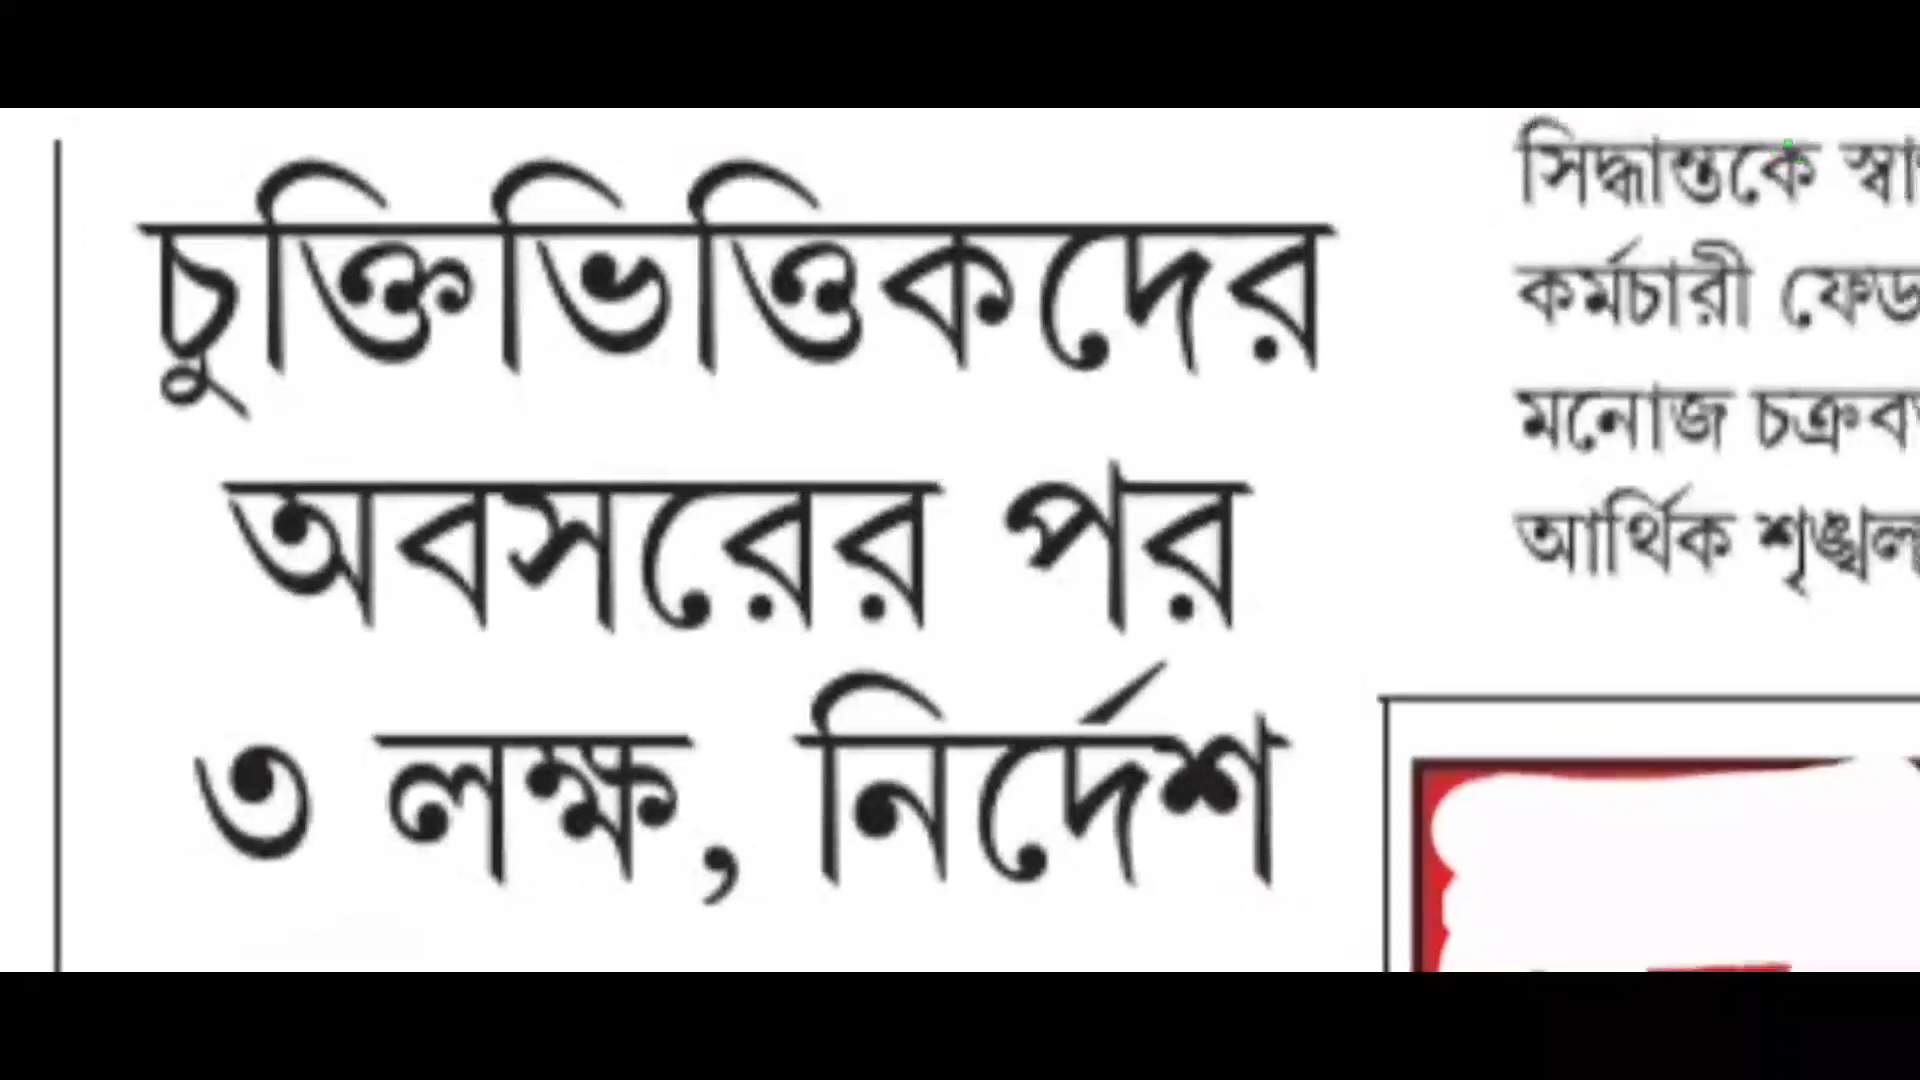 চুক্তিভিত্তিকদের
অবসরের পর
৩ লক্ষ, নির্দেশ
সিদ্ধান্তকে
কর্মচারী
মনোজ
আর্থিক